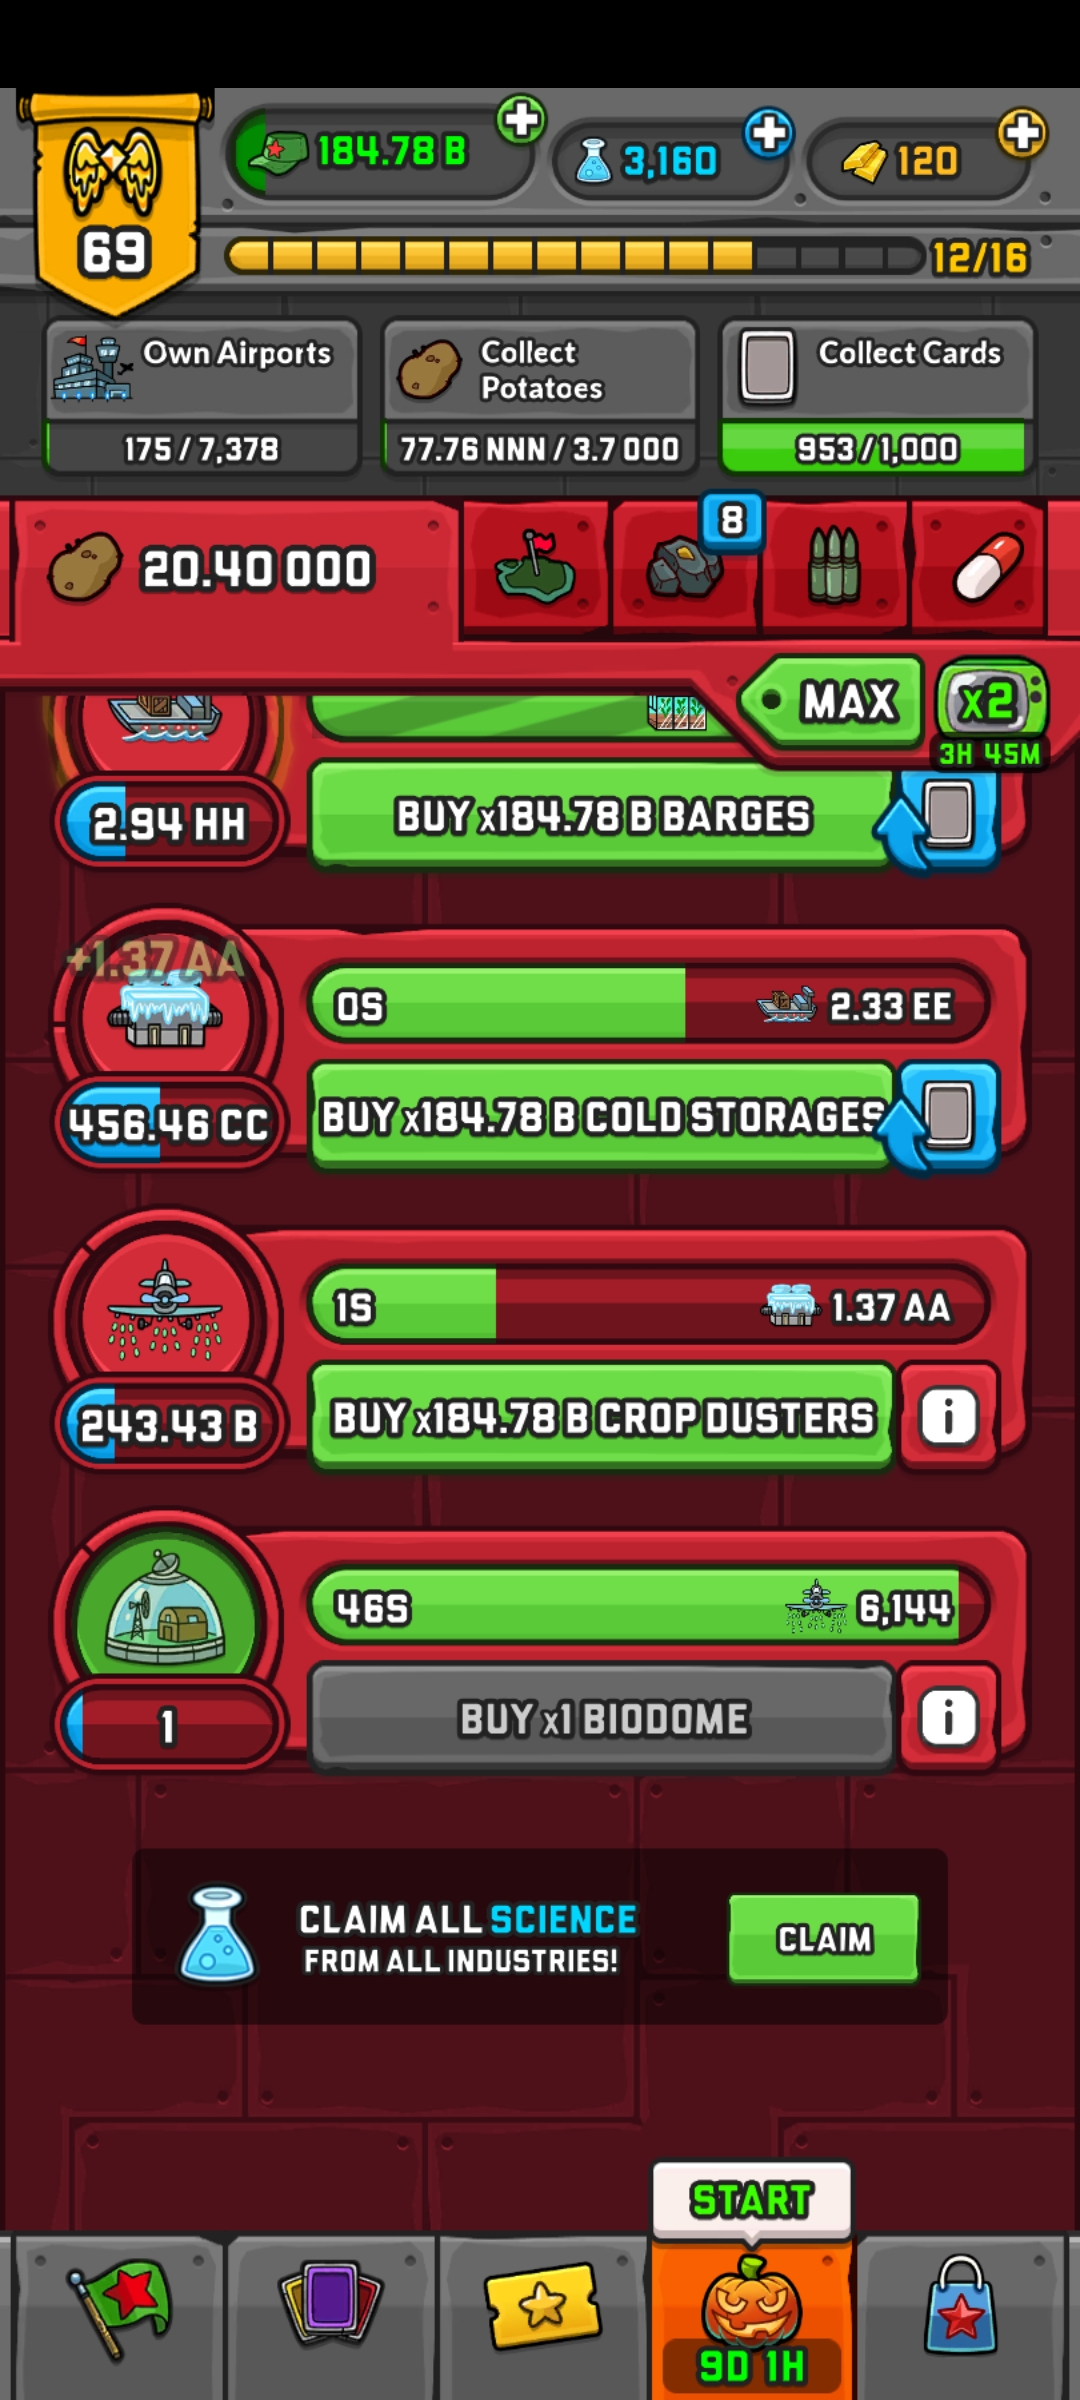 184.78 B
3,160
120
69
12/16
Own Airports
175 / 7,378
Collect
Potatoes
77.76 NNN / 3.7 OOO
Collect Cards
953 / 1,000
20.40 OOO
8
MAX
x2
3H 45M
2.94 HH
BUY x184.78 B BARGES
+1.37 AA
0S
2.33 EE
456.46 CC
BUY x184.78 B COLD STORAGES
1S
1.37 AA
243.43 B
BUY x184.78 B CROP DUSTERS
i
46S
6,144
1
BUY x1 BIODOME
i
CLAIM ALL SCIENCE
FROM ALL INDUSTRIES!
CLAIM
START
9D 1H